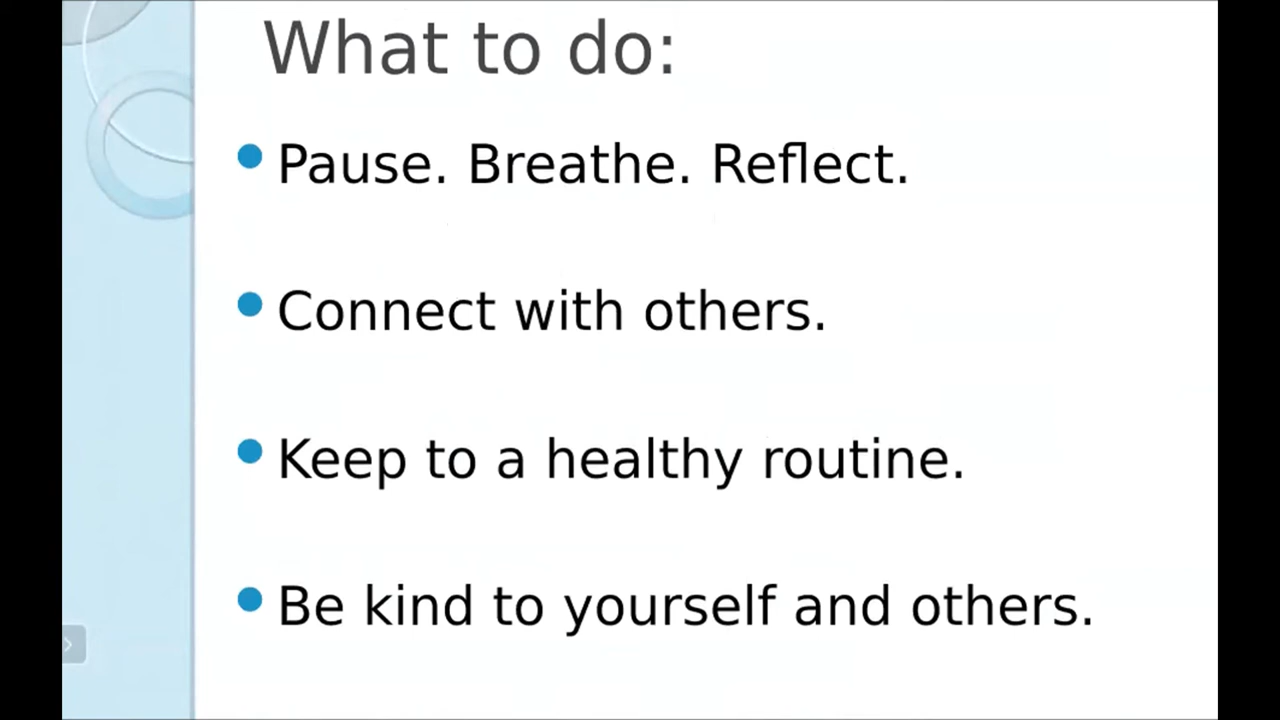 What to do:
Pause. Breathe. Reflect.
Connect with others.
Keep to a healthy routine.
Be kind to yourself and others.